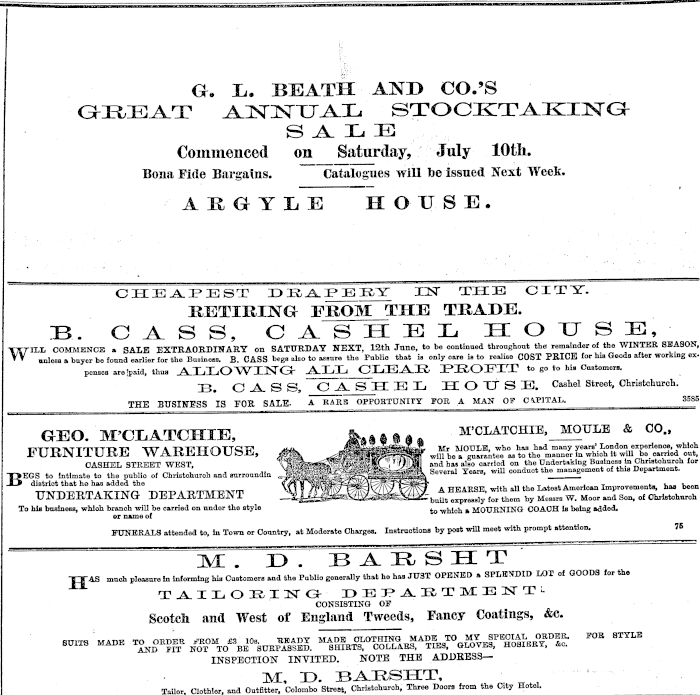 G. L. BEATH AND CO.'S
GREAT ANNUAL STOCKTAKING
SALE
Commenced on Saturday, July 10th.
Bona Fide Bargains. Catalogues will be issued Next Week.
ARGYLE HOUSE.
CHEAPEST DRAPERY IN THE CITY.
RETIRING FROM THE TRADE.
B. CASS, CASHEL HOUSE,
WILL COMMENCE a SALE EXTRAORDINARY on SATURDAY NEXT, 12th June, to be continued throughout the remainder of the WINTER SEASON,
unless a buyer be found earlier for the Business. B. CASS begs also to assure the Public that is only care is to realise COST PRICE for his Goods after working ex-
penses are paid, thus ALLOWING ALL CLEAR PROFIT to go to his Customers.
B. CASS, CASHEL HOUSE. Cashel Street, Christchurch.
THE BUSINESS IS FOR SALE. A RARE OPPORTUNITY FOR A MAN OF CAPITAL. 3585
GEO. M'CLATCHIE,
FURNITURE WAREHOUSE,
CASHEL STREET WEST,
BEGS to intimate to the public of Christchurch and surroundin
district that he has added the
UNDERTAKING DEPARTMENT
To his business, which branch will be carried on under the style
or name of
M'CLATCHIE, MOULE & CO.,
Mr MOULE, who has had many years' London experience, which
will be a guarantee as to the manner in which it will be carried out,
and has also carried on the Undertaking Business in Christchurch for
Several Years, will conduct the management of this Department.
A HEARSE, with all the Latest American Improvements, has been
built expressly for them by Messrs W. Moor and Son, of Christchurch
to which a MOURNING COACH is being added.
FUNERALS attended to, in Town or Country, at Moderate Charges. Instructions by post will meet with prompt attention. 75
M. D. BARSHT
HAS much pleasure in informing his Customers and the Public generally that he has JUST OPENED a SPLENDID LOT of GOODS for the
TAILORING DEPARTMENT
CONSISTING OF
Scotch and West of England Tweeds, Fancy Coatings, &c.
SUITS MADE TO ORDER FROM £3 10s. READY MADE CLOTHING MADE TO MY SPECIAL ORDER. FOR STYLE
AND FIT NOT TO BE SURPASSED. SHIRTS, COLLARS, TIES, GLOVES, HOSIERY, &c.
INSPECTION INVITED. NOTE THE ADDRESS—
M. D. BARSHT,
Tailor, Clothier, and Outfitter, Colombo Street, Christchurch, Three Doors from the City Hotel.